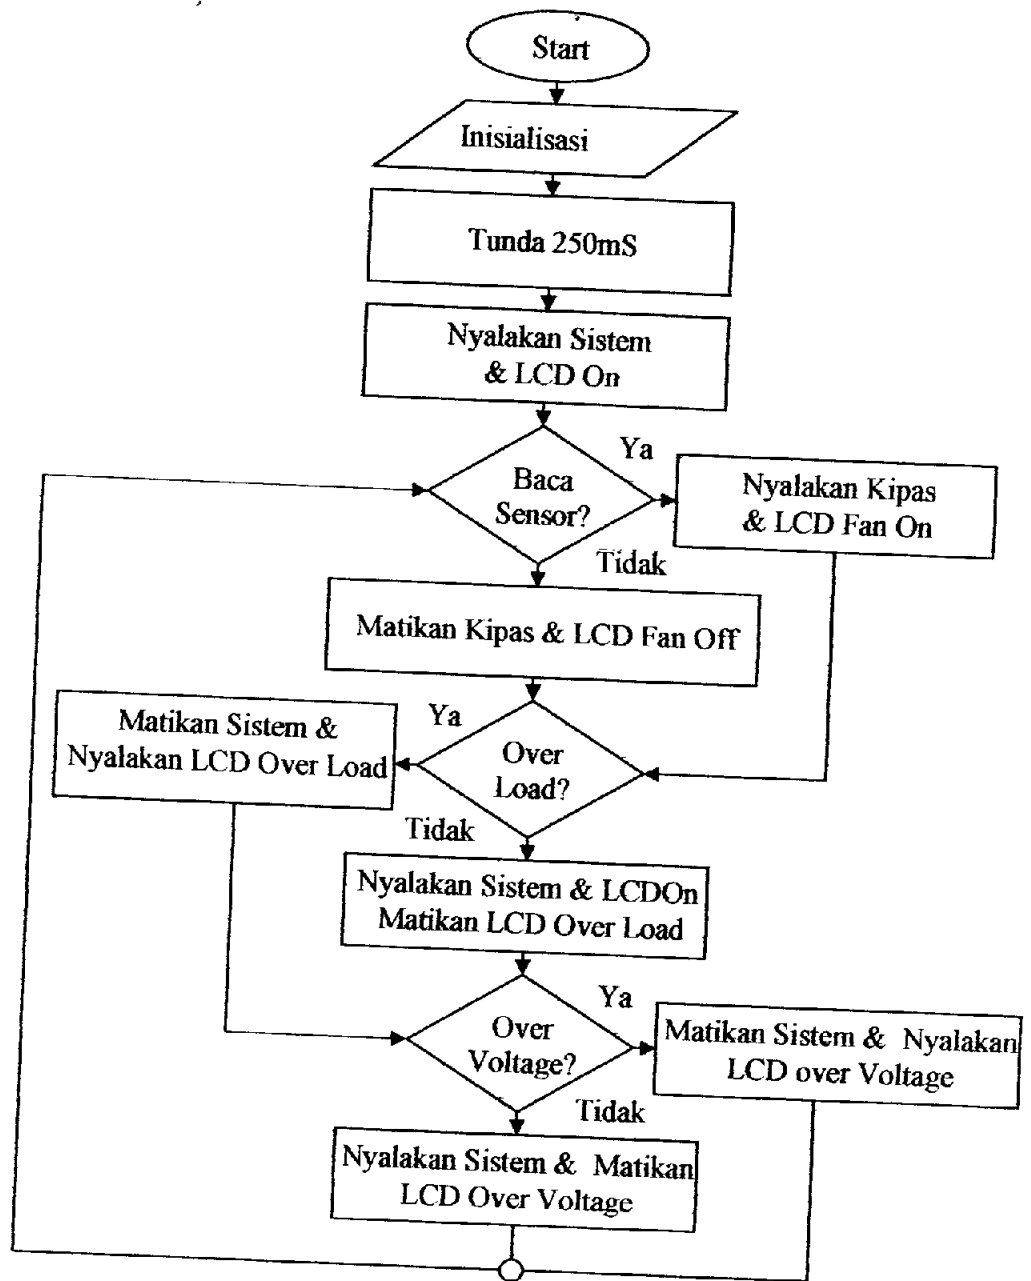 Start
Inisialisasi
Tunda 250mS
Nyalakan Sistem
& LCD On
Baca
Sensor?
Ya
Nyalakan Kipas
& LCD Fan On
Tidak
Matikan Kipas & LCD Fan Off
Over
Load?
Ya
Matikan Sistem &
Nyalakan LCD Over Load
Tidak
Nyalakan Sistem & LCDOn
Matikan LCD Over Load
Over
Voltage?
Ya
Matikan Sistem & Nyalakan
LCD over Voltage
Tidak
Nyalakan Sistem & Matikan
LCD Over Voltage